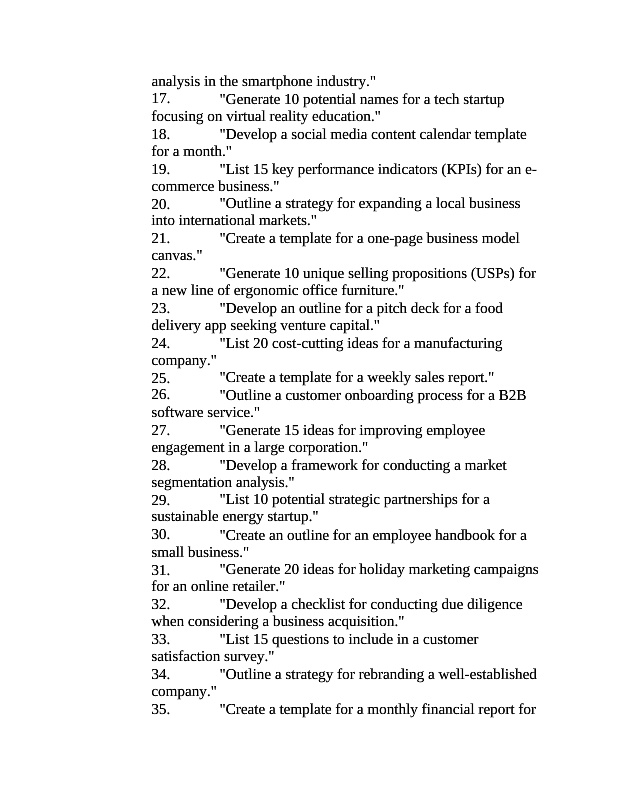 analysis in the smartphone industry."
17. "Generate 10 potential names for a tech startup
focusing on virtual reality education."
18. "Develop a social media content calendar template
for a month."
19. "List 15 key performance indicators (KPIs) for an e-
commerce business."
20. "Outline a strategy for expanding a local business
into international markets."
21. "Create a template for a one-page business model
canvas."
22. "Generate 10 unique selling propositions (USPs) for
a new line of ergonomic office furniture."
23. "Develop an outline for a pitch deck for a food
delivery app seeking venture capital."
24. "List 20 cost-cutting ideas for a manufacturing
company."
25. "Create a template for a weekly sales report."
26. "Outline a customer onboarding process for a B2B
software service."
27. "Generate 15 ideas for improving employee
engagement in a large corporation."
28. "Develop a framework for conducting a market
segmentation analysis."
29. "List 10 potential strategic partnerships for a
sustainable energy startup."
30. "Create an outline for an employee handbook for a
small business."
31. "Generate 20 ideas for holiday marketing campaigns
for an online retailer."
32. "Develop a checklist for conducting due diligence
when considering a business acquisition."
33. "List 15 questions to include in a customer
satisfaction survey."
34. "Outline a strategy for rebranding a well-established
company."
35. "Create a template for a monthly financial report for